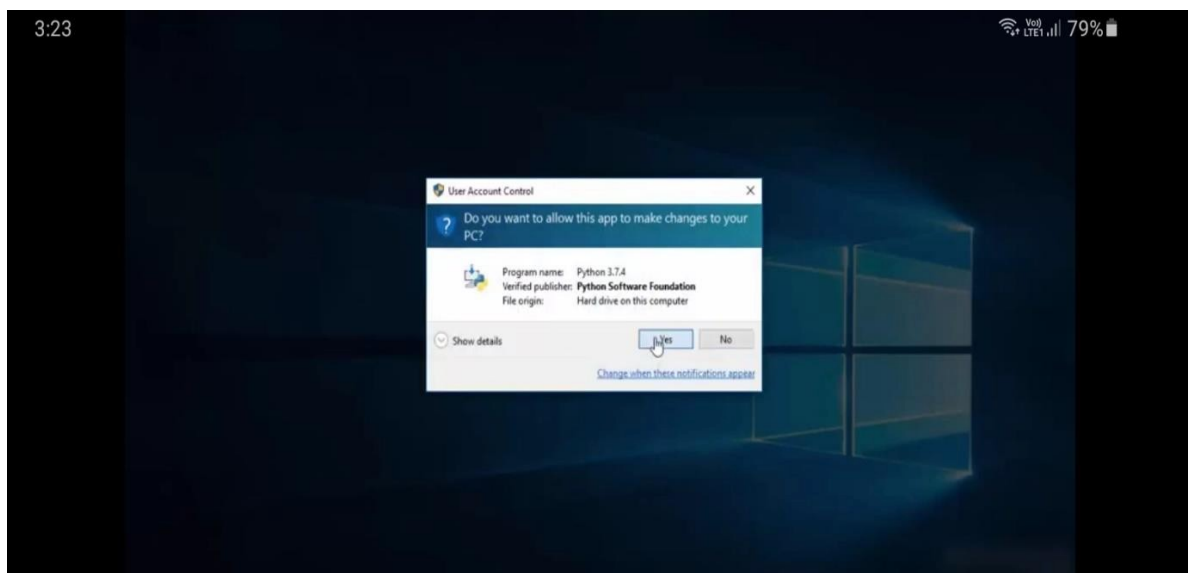 3:23
Vo)) LTE1 79%
User Account Control
Do you want to allow this app to make changes to your
PC?
Program name: Python 3.7.4
Verified publisher: Python Software Foundation
File origin: Hard drive on this computer
Show details
Yes No
Change when these notifications appear